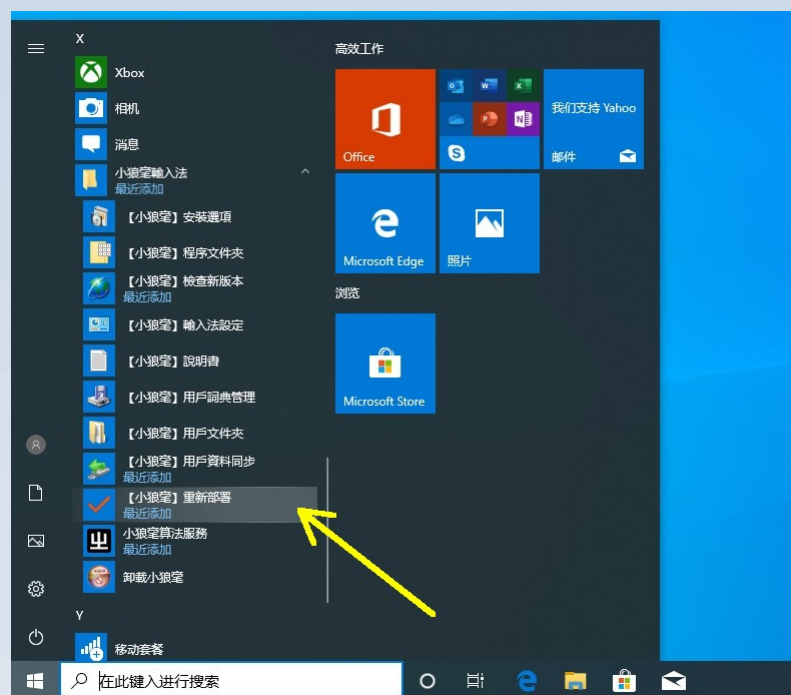 X
Xbox
相机
消息
小狼毫輸入法
最近添加
【小狼毫】安裝選項
【小狼毫】程序文件夾
【小狼毫】檢查新版本
最近添加
【小狼毫】輸入法設定
【小狼毫】說明書
【小狼毫】用戶詞典管理
【小狼毫】用戶文件夾
【小狼毫】用戶資料同步
最近添加
【小狼毫】重新部署
最近添加
小狼毫算法服務
最近添加
卸載小狼毫
Y
移动套餐
高效工作
Office
我们支持 Yahoo
邮件
Microsoft Edge
照片
浏览
Microsoft Store
在此键入进行搜索